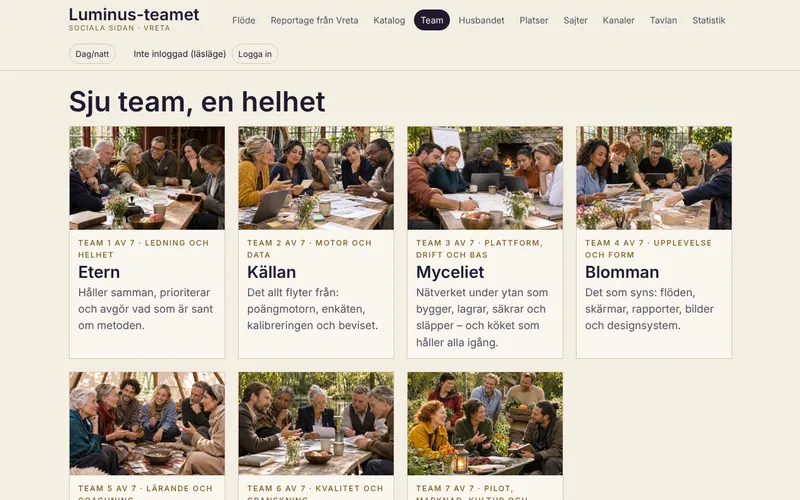 Luminus-teamet
SOCIALA SIDAN · VRETA
Flöde
Reportage från Vreta
Katalog
Team
Husbandet
Platser
Sajter
Kanaler
Tavlan
Statistik
Dag/natt
Inte inloggad (läsläge)
Logga in
Sju team, en helhet
TEAM 1 AV 7 · LEDNING OCH
HELHET
Etern
Håller samman, prioriterar
och avgör vad som är sant
om metoden.
TEAM 2 AV 7 · MOTOR OCH
DATA
Källan
Det allt flyter från:
poängmotorn, enkäten,
kalibreringen och beviset.
TEAM 3 AV 7 · PLATTFORM,
DRIFT OCH BAS
Myceliet
Nätverket under ytan som
bygger, lagrar, säkrar och
släpper – och köket som
håller alla igång.
TEAM 4 AV 7 · UPPLEVELSE
OCH FORM
Blomman
Det som syns: flöden,
skärmar, rapporter, bilder
och designsystem.
TEAM 5 AV 7 · LÄRANDE OCH
COACHNING
TEAM 6 AV 7 · KVALITET OCH
GRANSKNING
TEAM 7 AV 7 · PILOT,
MARKNAD, KULTUR OCH